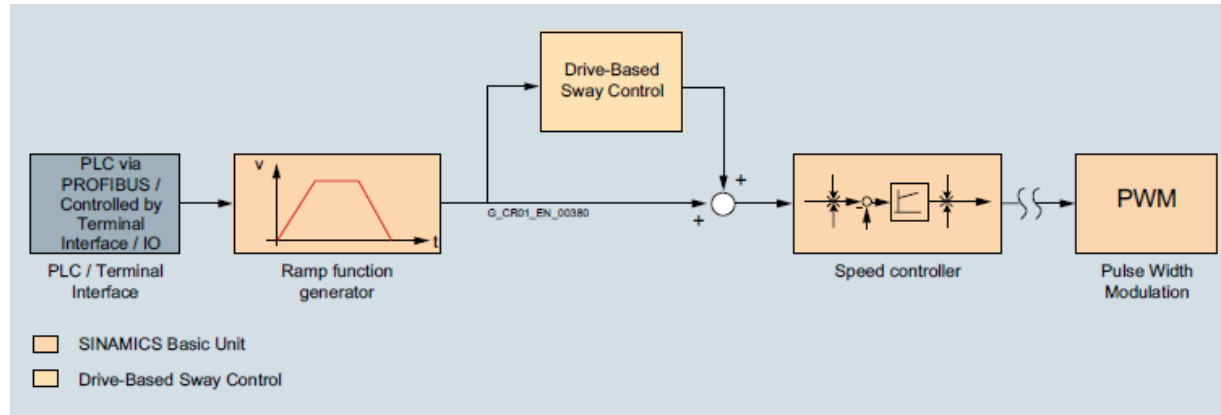 Drive-Based
Sway Control
PLC via
PROFIBUS /
Controlled by
Terminal
Interface / IO
v
t
G_CR01_EN_00380
+
+
-
PWM
PLC / Terminal
Interface
Ramp function
generator
Speed controller
Pulse Width
Modulation
SINAMICS Basic Unit
Drive-Based Sway Control